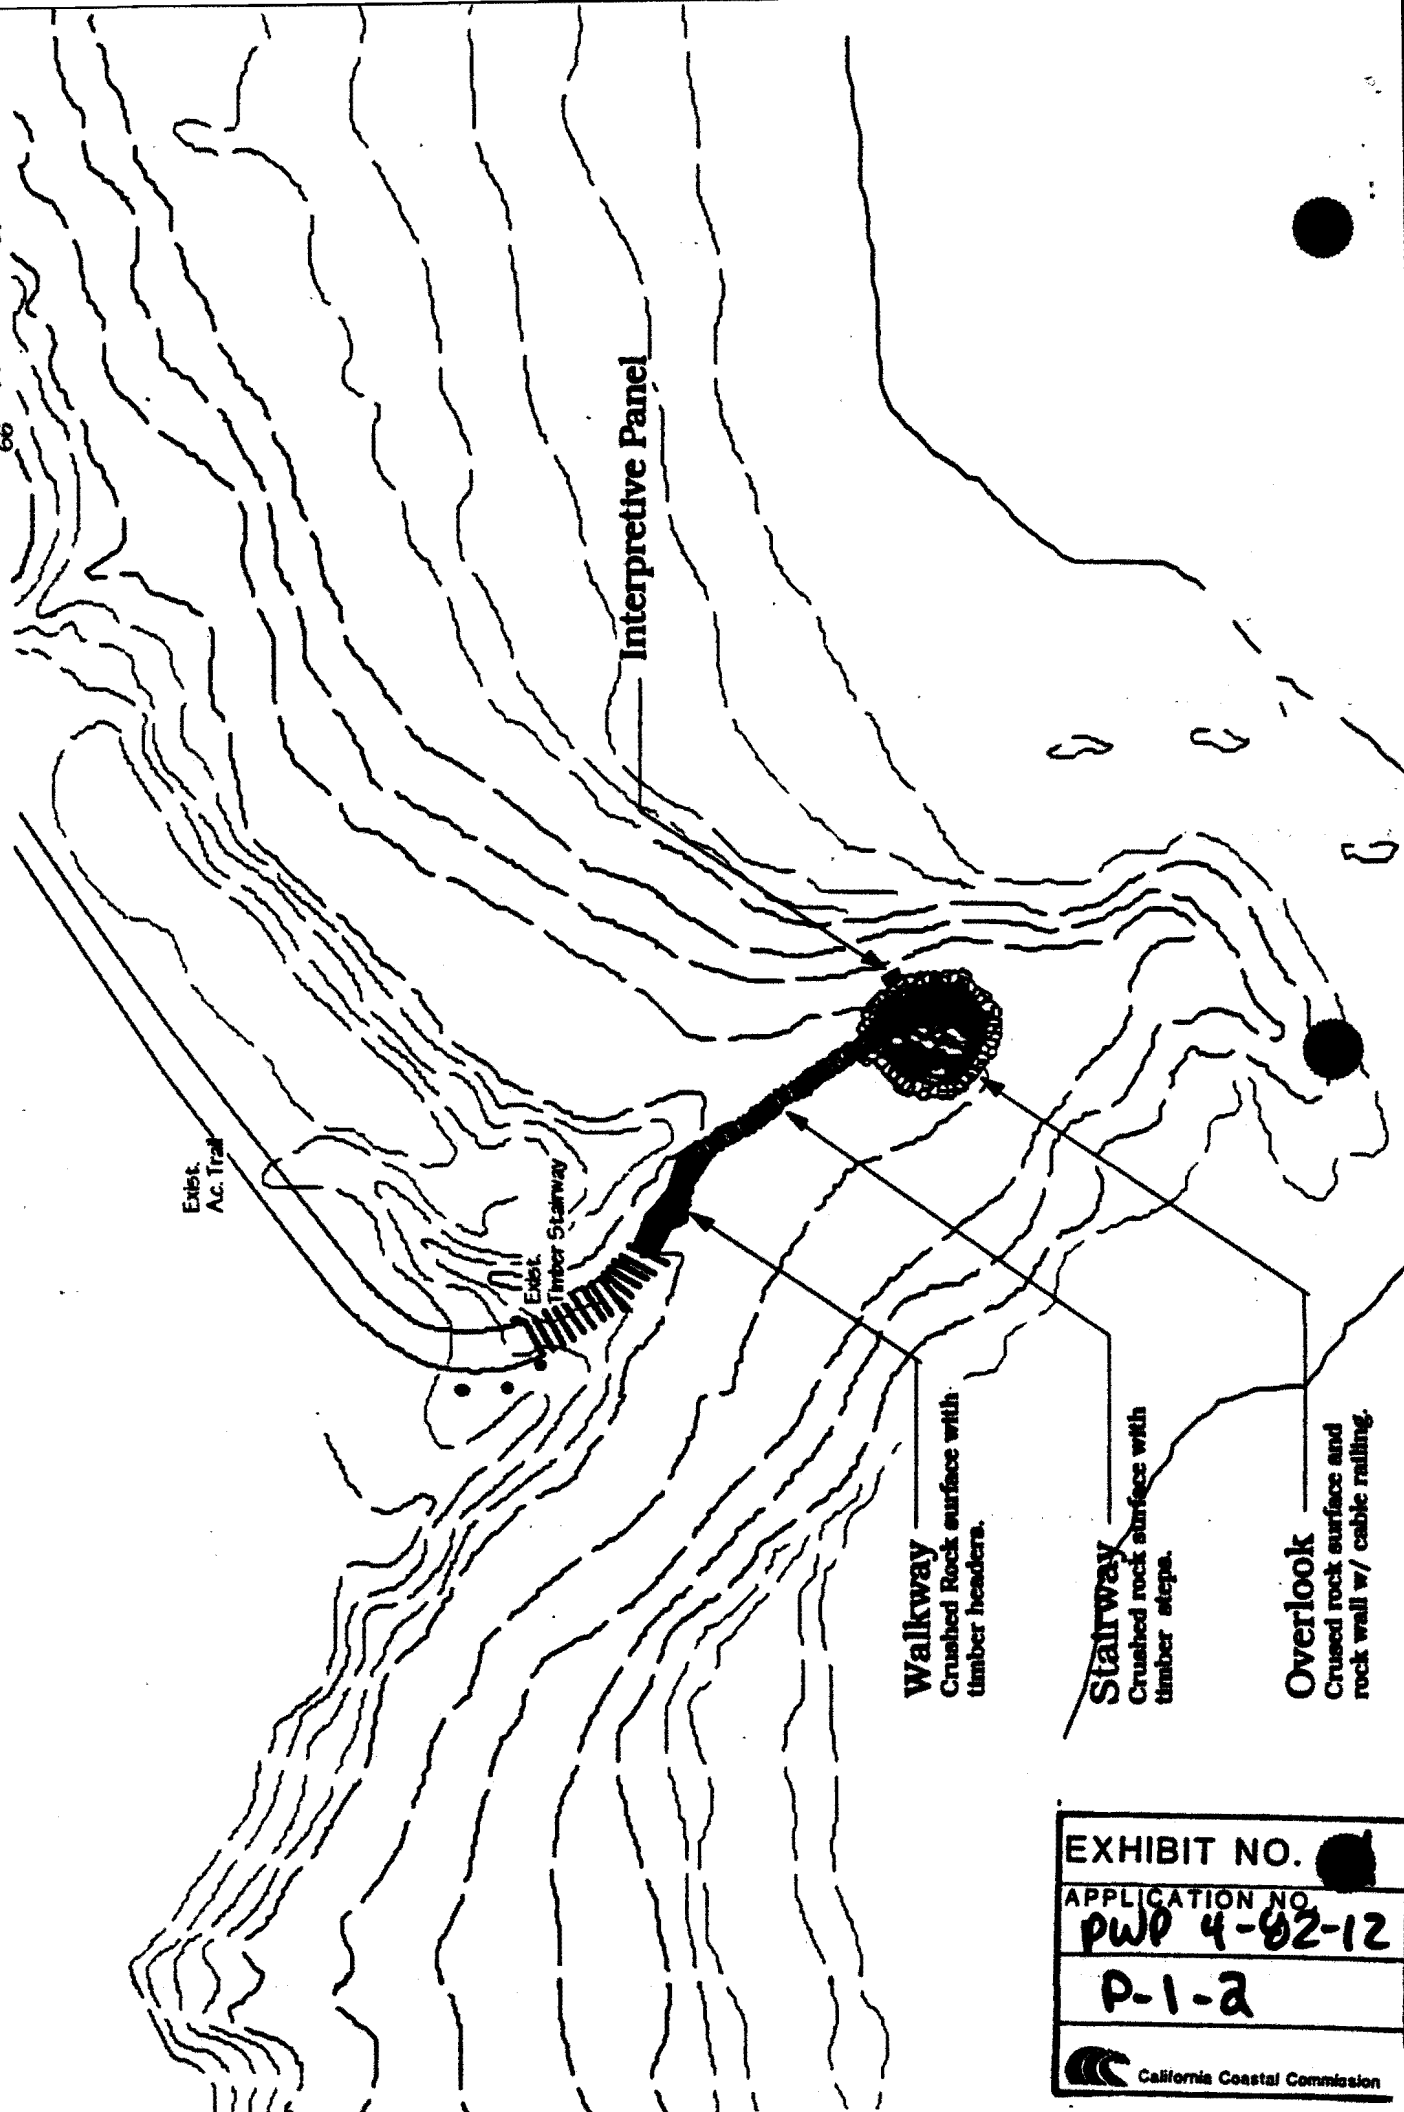 66
Interpretive Panel
Exist.
A.c. Trail
Exist.
Timber Stairway
Walkway
Crushed Rock surface with
timber headers.
Stairway
Crushed rock surface with
timber steps.
Overlook
Crused rock surface and
rock wall w/ cable railing.
EXHIBIT NO.
APPLICATION NO.
PWP 4-82-12
P-1-2
California Coastal Commission